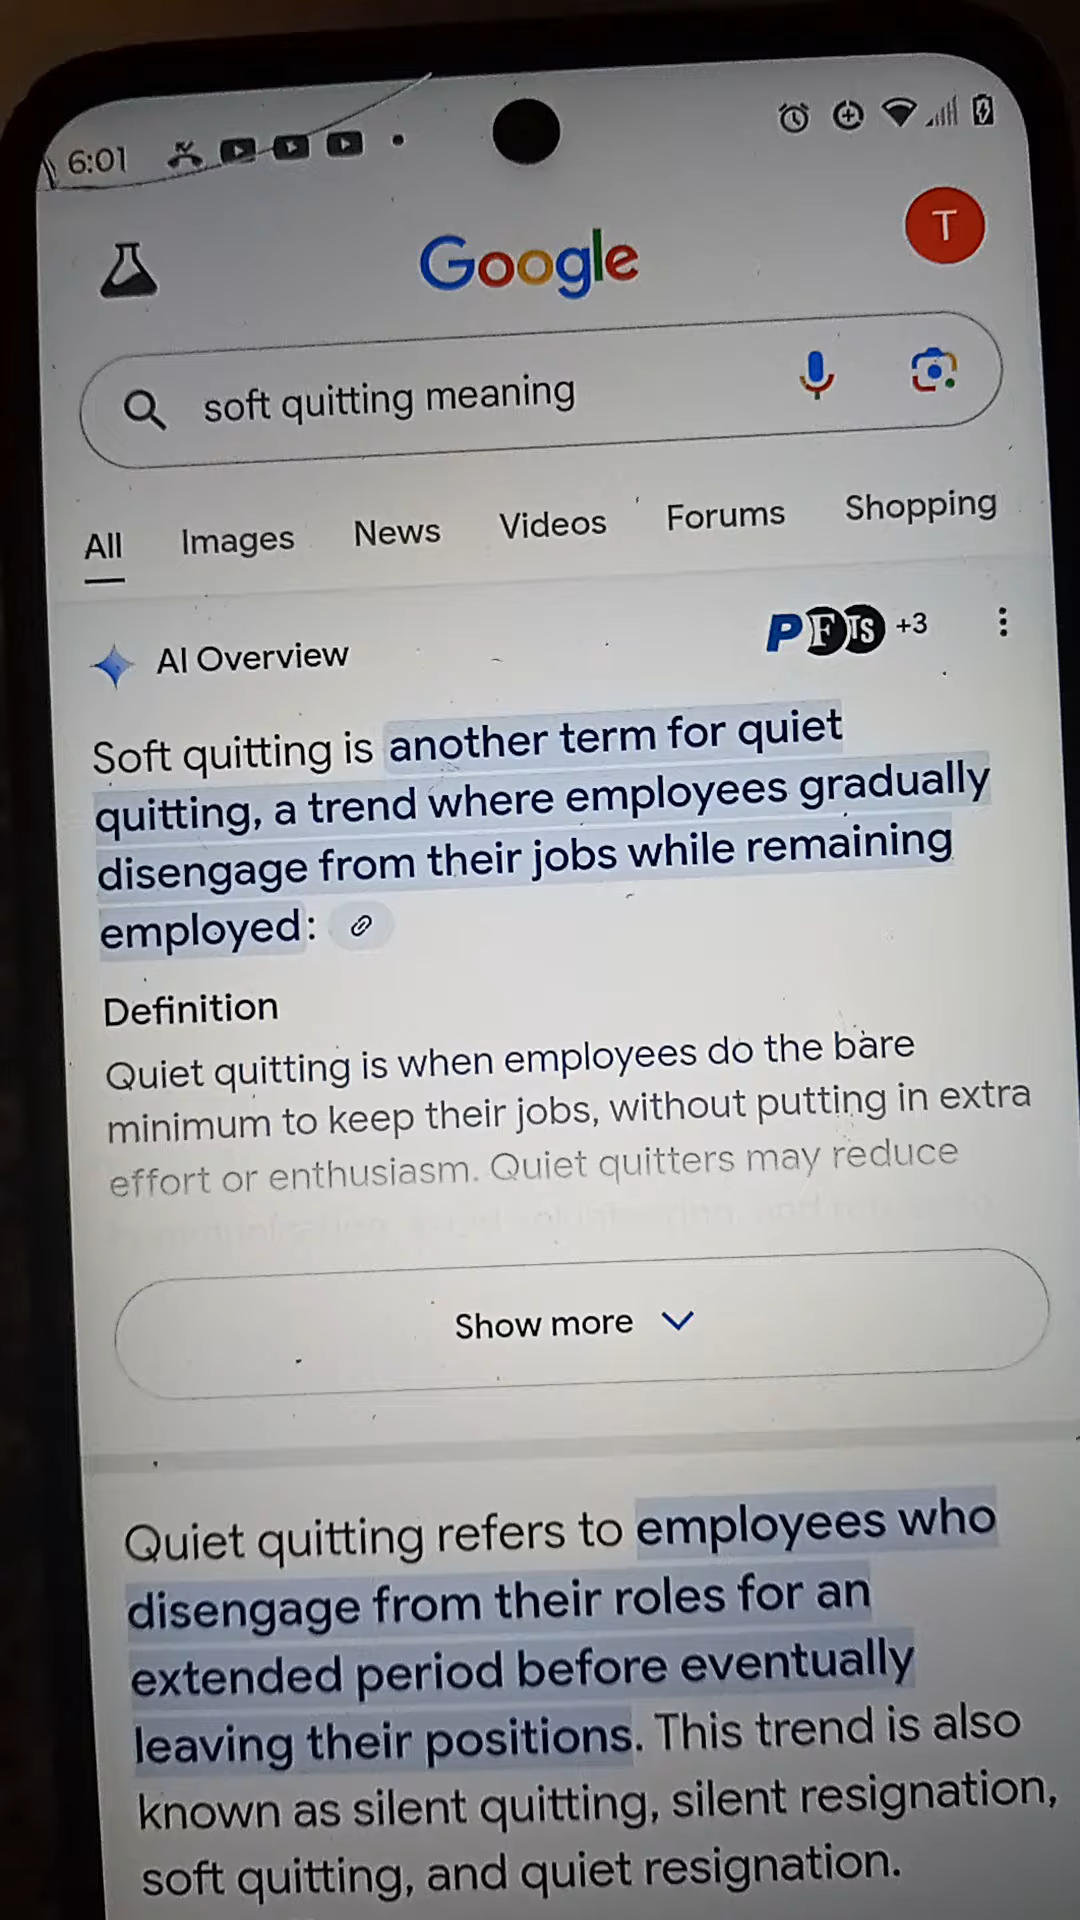 6:01
Google
T
soft quitting meaning
All Images News Videos Forums Shopping
AI Overview
P F TS +3
Soft quitting is another term for quiet
quitting, a trend where employees gradually
disengage from their jobs while remaining
employed:
Definition
Quiet quitting is when employees do the bare
minimum to keep their jobs, without putting in extra
effort or enthusiasm. Quiet quitters may reduce
Show more
Quiet quitting refers to employees who
disengage from their roles for an
extended period before eventually
leaving their positions. This trend is also
known as silent quitting, silent resignation,
soft quitting, and quiet resignation.